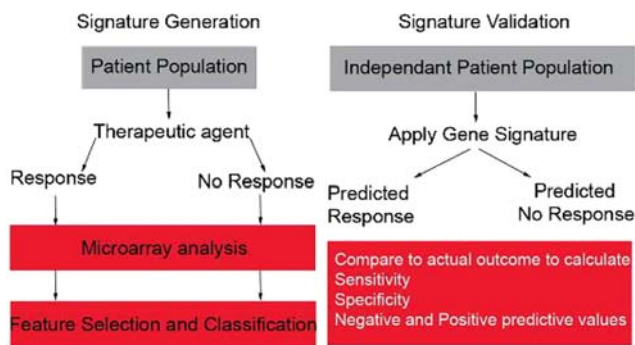 Signature Generation
Patient Population
Therapeutic agent
Response
No Response
Microarray analysis
Feature Selection and Classification
Signature Validation
Independant Patient Population
Apply Gene Signature
Predicted
Response
Predicted
No Response
Compare to actual outcome to calculate
Sensitivity
Specificity
Negative and Positive predictive values